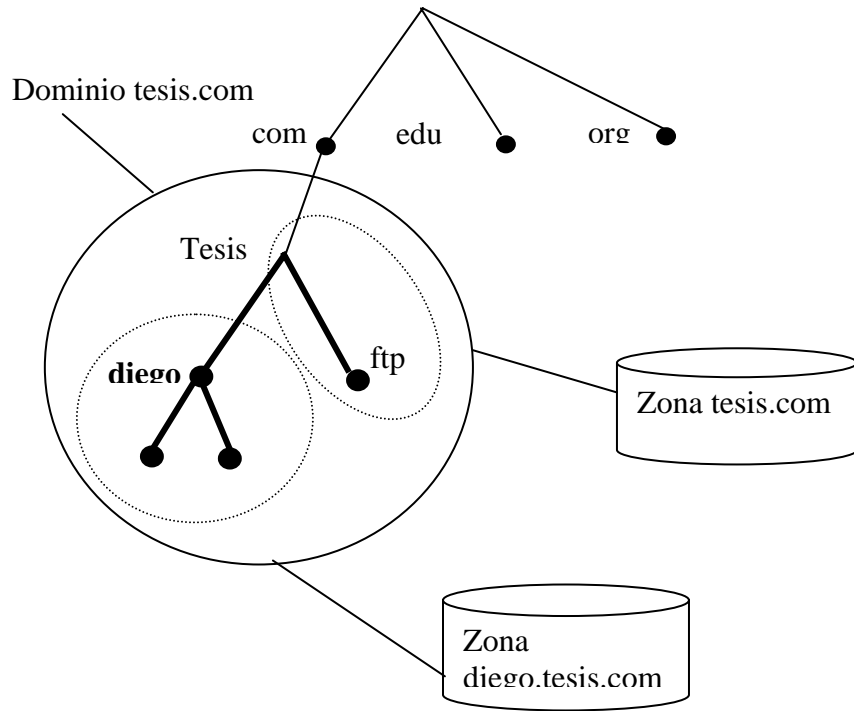 Dominio tesis.com
com
edu
org
Tesis
diego
ftp
Zona tesis.com
Zona
diego.tesis.com